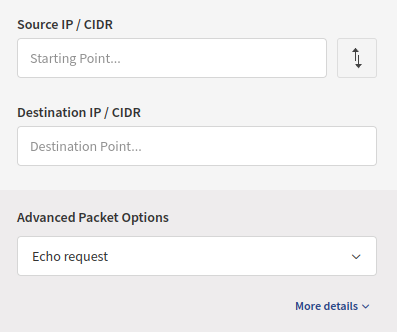 Source IP / CIDR
Starting Point...
Destination IP / CIDR
Destination Point...
Advanced Packet Options
Echo request
More details